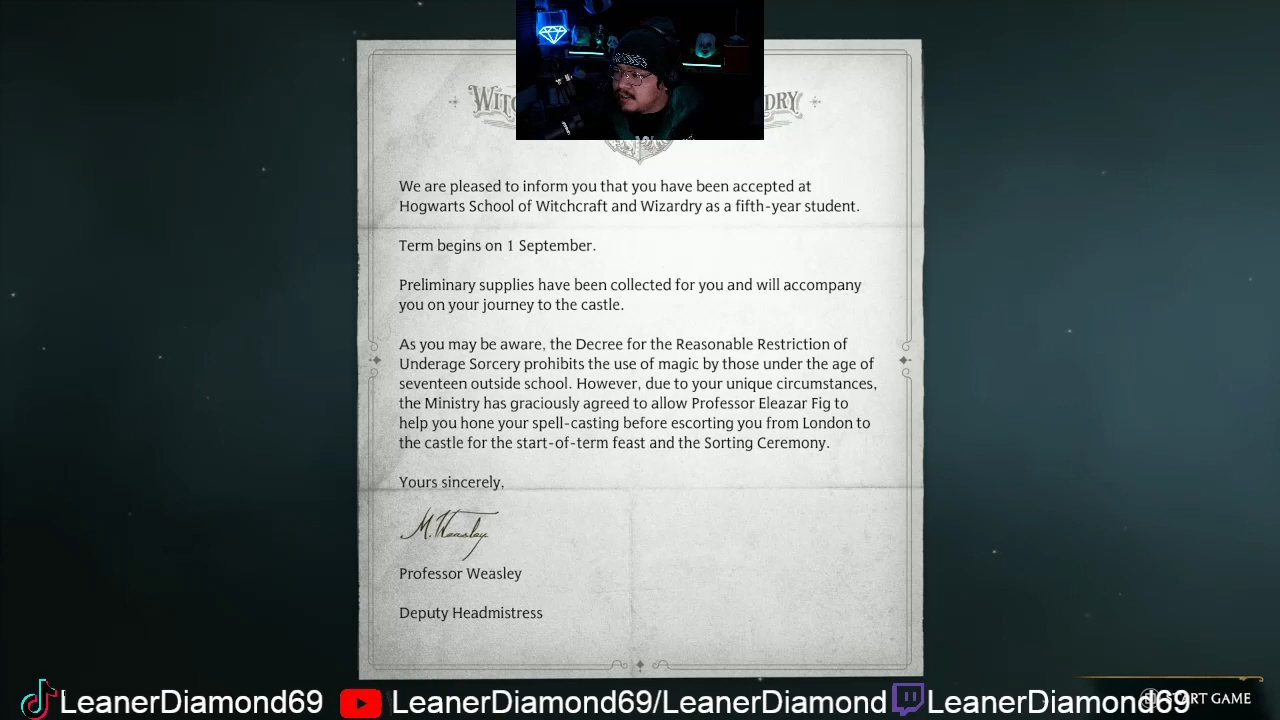 We are pleased to inform you that you have been accepted at
Hogwarts School of Witchcraft and Wizardry as a fifth-year student.
Term begins on 1 September.
Preliminary supplies have been collected for you and will accompany
you on your journey to the castle.
As you may be aware, the Decree for the Reasonable Restriction of
Underage Sorcery prohibits the use of magic by those under the age of
seventeen outside school. However, due to your unique circumstances,
the Ministry has graciously agreed to allow Professor Eleazar Fig to
help you hone your spell-casting before escorting you from London to
the castle for the start-of-term feast and the Sorting Ceremony.
Yours sincerely,
M. Weasley
Professor Weasley
Deputy Headmistress
LeanerDiamond69 LeanerDiamond69/LeanerDiamond LeanerDiamond69
GAME